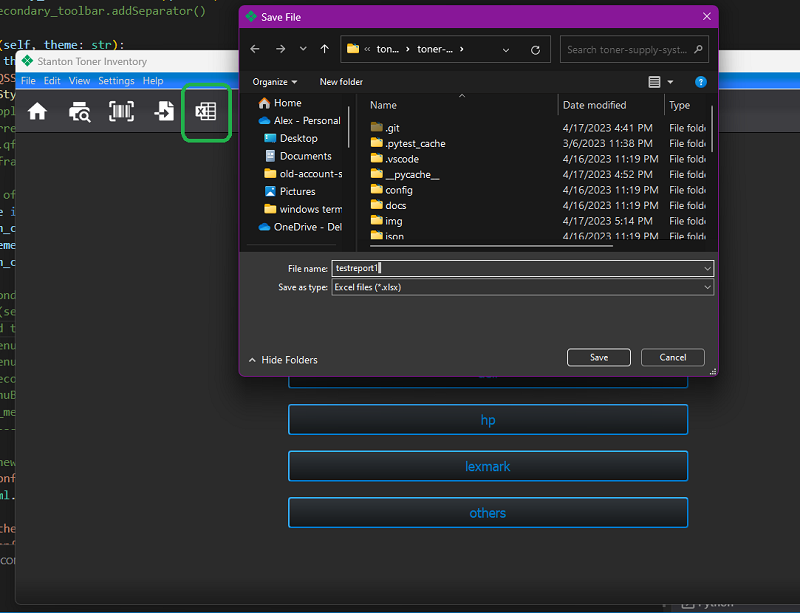 econdary_toolbar.addSeparator()
(self, theme: str):
Stanton Toner Inventory
File Edit View Settings Help
Save File
« ton... › toner-... ›
Search toner-supply-syst...
Organize
New folder
Home
Alex - Personal
Desktop
Documents
old-account-s
Pictures
windows term
OneDrive - Del
Name Date modified Type
.git 4/17/2023 4:41 PM File folde
.pytest_cache 3/6/2023 11:38 PM File folde
.vscode 4/16/2023 11:19 PM File folde
__pycache__ 4/17/2023 4:52 PM File folde
config 4/16/2023 11:19 PM File folde
docs 4/16/2023 11:19 PM File folde
img 4/17/2023 5:14 PM File folde
json 4/16/2023 11:19 PM File folde
File name: testreport1
Save as type: Excel files (*.xlsx)
Hide Folders
Save
Cancel
hp
lexmark
others
Python